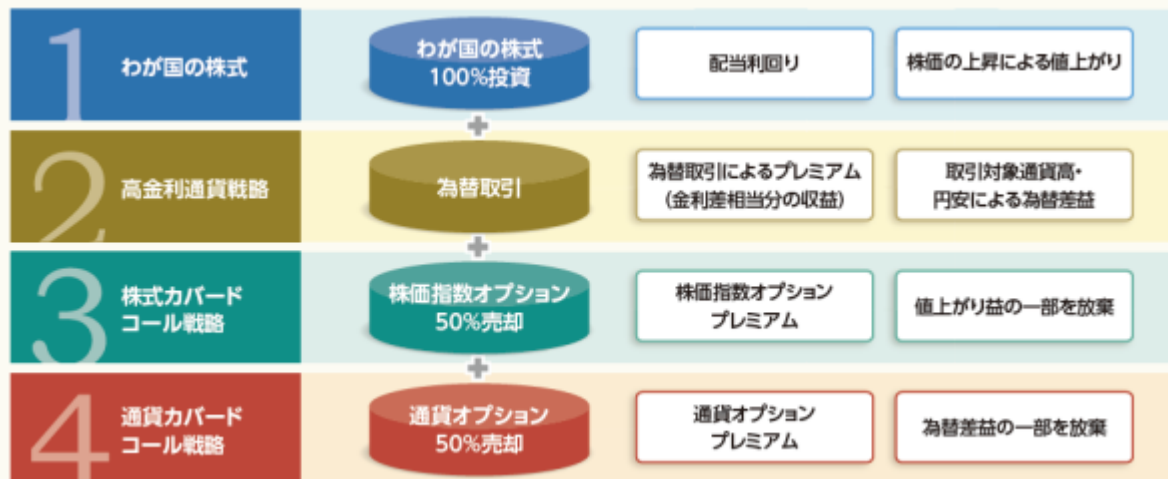 1
わが国の株式
わが国の株式
100%投資
配当利回り
株価の上昇による値上がり
2
高金利通貨戦略
為替取引
為替取引によるプレミアム
(金利差相当分の収益)
取引対象通貨高・
円安による為替差益
3
株式カバード
コール戦略
株価指数オプション
50%売却
株価指数オプション
プレミアム
値上がり益の一部を放棄
4
通貨カバード
コール戦略
通貨オプション
50%売却
通貨オプション
プレミアム
為替差益の一部を放棄